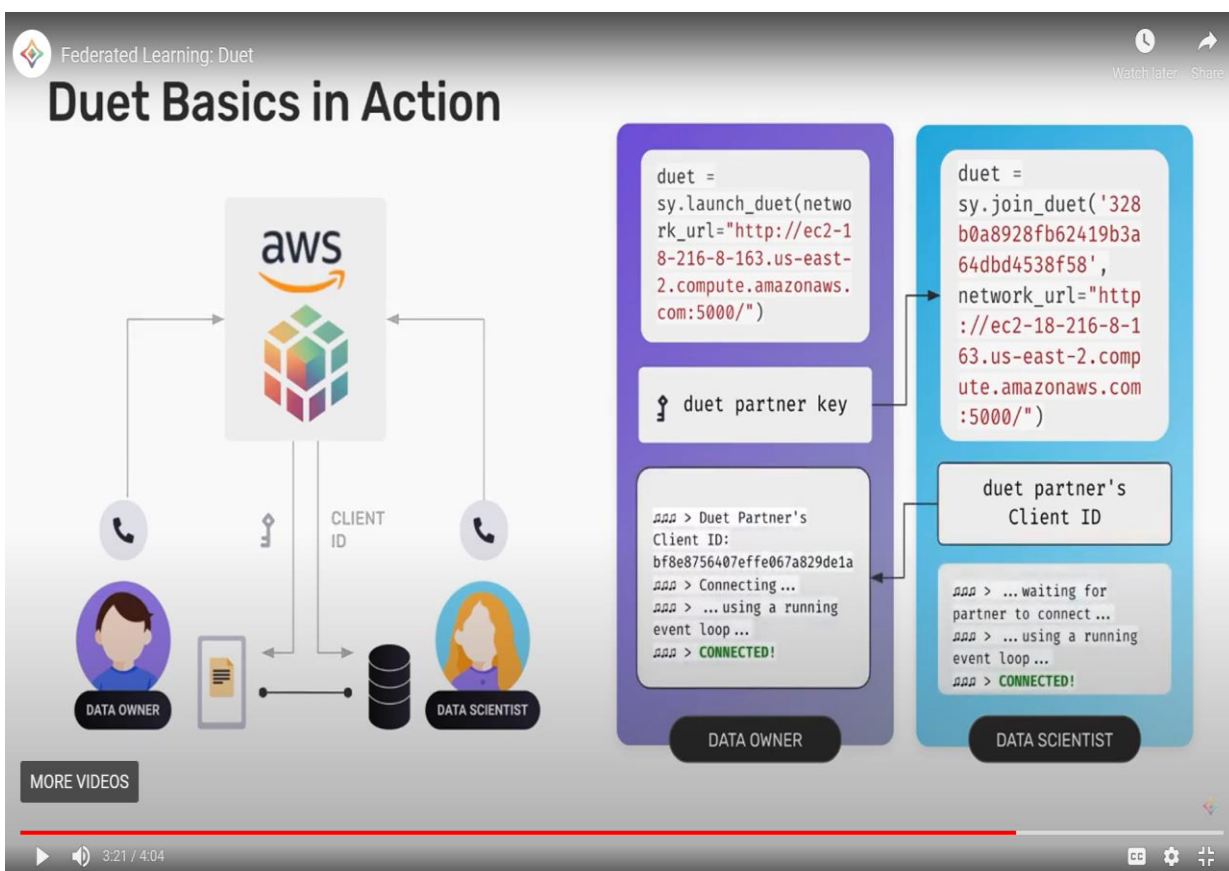 Federated Learning: Duet
Watch later
Share
Duet Basics in Action
aws
CLIENT
ID
DATA OWNER
DATA SCIENTIST
duet =
sy.launch_duet(netwo
rk_url="http://ec2-1
8-216-8-163.us-east-
2.compute.amazonaws.
com:5000/")
duet partner key
♫♫♫ > Duet Partner's
Client ID:
bf8e8756407effe067a829de1a
♫♫♫ > Connecting...
♫♫♫ > ...using a running
event loop...
♫♫♫ > CONNECTED!
DATA OWNER
duet =
sy.join_duet('328
b0a8928fb62419b3a
64dbd4538f58',
network_url="http
://ec2-18-216-8-1
63.us-east-2.comp
ute.amazonaws.com
:5000/")
duet partner's
Client ID
♫♫♫ > ...waiting for
partner to connect...
♫♫♫ > ...using a running
event loop...
♫♫♫ > CONNECTED!
DATA SCIENTIST
MORE VIDEOS
3:21 / 4:04
CC